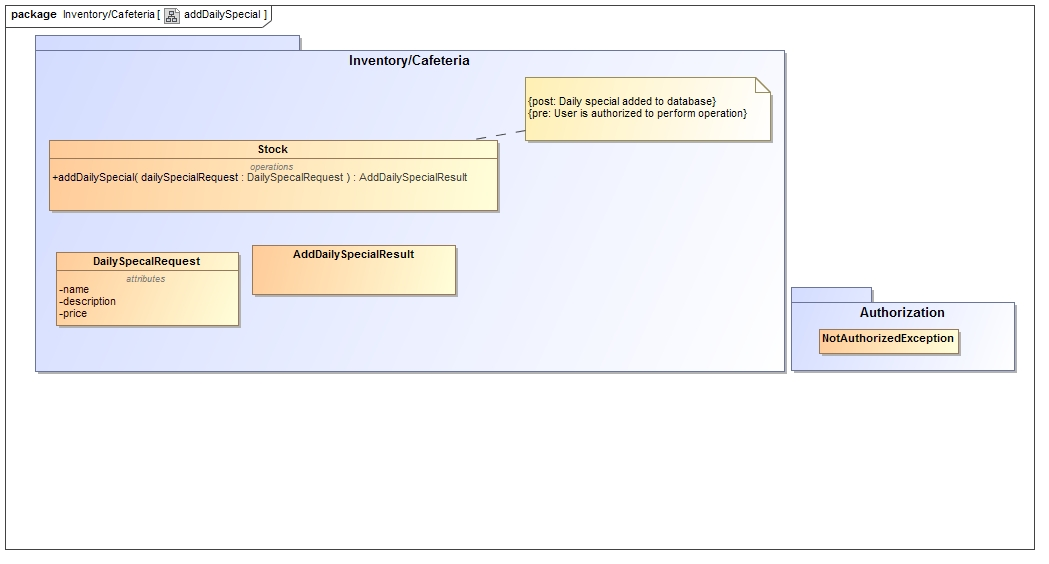 package Inventory/Cafeteria [ addDailySpecial ]
Inventory/Cafeteria
{post: Daily special added to database}
{pre: User is authorized to perform operation}
Stock
operations
+addDailySpecial( dailySpecialRequest : DailySpecalRequest ) : AddDailySpecialResult
DailySpecalRequest
attributes
-name
-description
-price
AddDailySpecialResult
Authorization
NotAuthorizedException